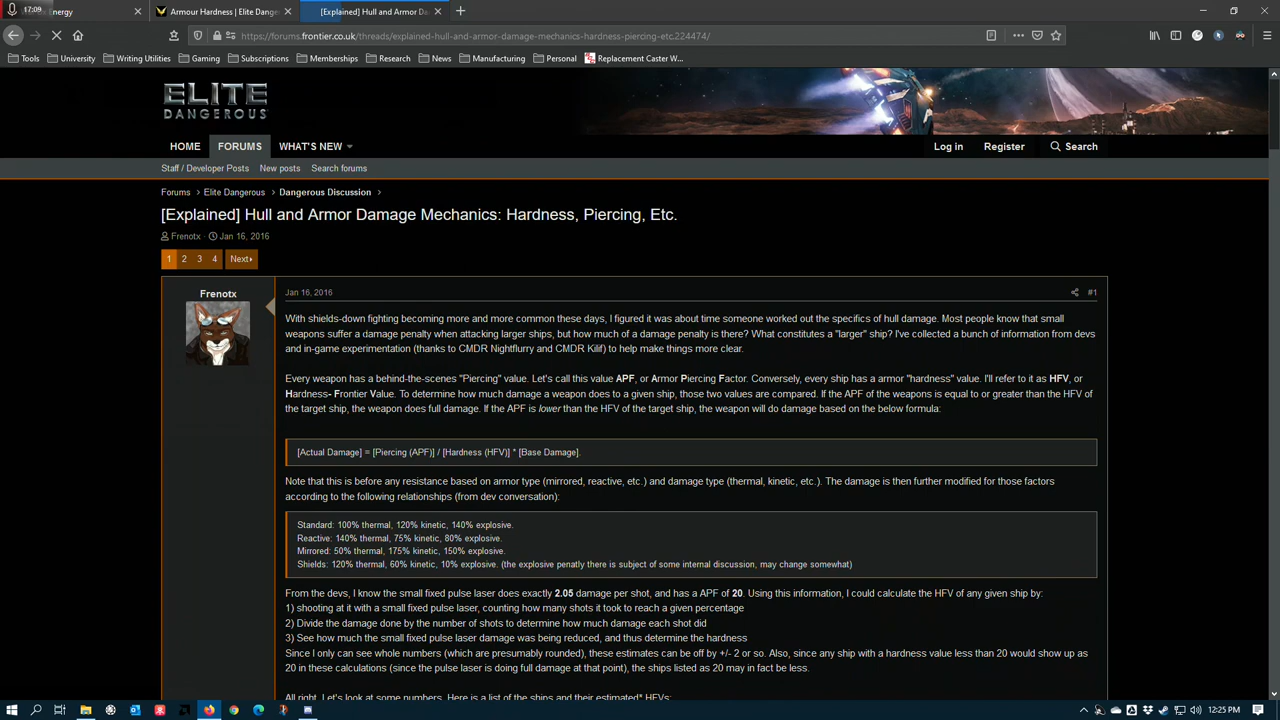 17:09
Energy
Armour Hardness | Elite Dange
[Explained] Hull and Armor Da
https://forums.frontier.co.uk/threads/explained-hull-and-armor-damage-mechanics-hardness-piercing-etc.224474/
Tools University Writing Utilities Gaming Subscriptions Memberships Research News Manufacturing Personal Replacement Caster W...
ELITE
DANGEROUS
HOME FORUMS WHAT'S NEW Log in Register Search
Staff / Developer Posts New posts Search forums
Forums Elite Dangerous Dangerous Discussion
[Explained] Hull and Armor Damage Mechanics: Hardness, Piercing, Etc.
Frenotx · Jan 16, 2016
1 2 3 4 Next
Frenotx
Jan 16, 2016 #1
With shields-down fighting becoming more and more common these days, I figured it was about time someone worked out the specifics of hull damage. Most people know that small
weapons suffer a damage penalty when attacking larger ships, but how much of a damage penalty is there? What constitutes a "larger" ship? I've collected a bunch of information from devs
and in-game experimentation (thanks to CMDR Nightflurry and CMDR Kilif) to help make things more clear.
Every weapon has a behind-the-scenes "Piercing" value. Let's call this value APF, or Armor Piercing Factor. Conversely, every ship has a armor "hardness" value. I'll refer to it as HFV, or
Hardness- Frontier Value. To determine how much damage a weapon does to a given ship, those two values are compared. If the APF of the weapons is equal to or greater than the HFV of
the target ship, the weapon does full damage. If the APF is lower than the HFV of the target ship, the weapon will do damage based on the below formula:
[Actual Damage] = [Piercing (APF)] / [Hardness (HFV)] * [Base Damage].
Note that this is before any resistance based on armor type (mirrored, reactive, etc.) and damage type (thermal, kinetic, etc.). The damage is then further modified for those factors
according to the following relationships (from dev conversation):
Standard: 100% thermal, 120% kinetic, 140% explosive.
Reactive: 140% thermal, 75% kinetic, 80% explosive.
Mirrored: 50% thermal, 175% kinetic, 150% explosive.
Shields: 120% thermal, 60% kinetic, 10% explosive. (the explosive penatly there is subject of some internal discussion, may change somewhat)
From the devs, I know the small fixed pulse laser does exactly 2.05 damage per shot, and has a APF of 20. Using this information, I could calculate the HFV of any given ship by:
1) shooting at it with a small fixed pulse laser, counting how many shots it took to reach a given percentage
2) Divide the damage done by the number of shots to determine how much damage each shot did
3) See how much the small fixed pulse laser damage was being reduced, and thus determine the hardness
Since I only can see whole numbers (which are presumably rounded), these estimates can be off by +/- 2 or so. Also, since any ship with a hardness value less than 20 would show up as
20 in these calculations (since the pulse laser is doing full damage at that point), the ships listed as 20 may in fact be less.
All right. Let's look at some numbers. Here is a list of the ships and their estimated* HFVs:
12:25 PM